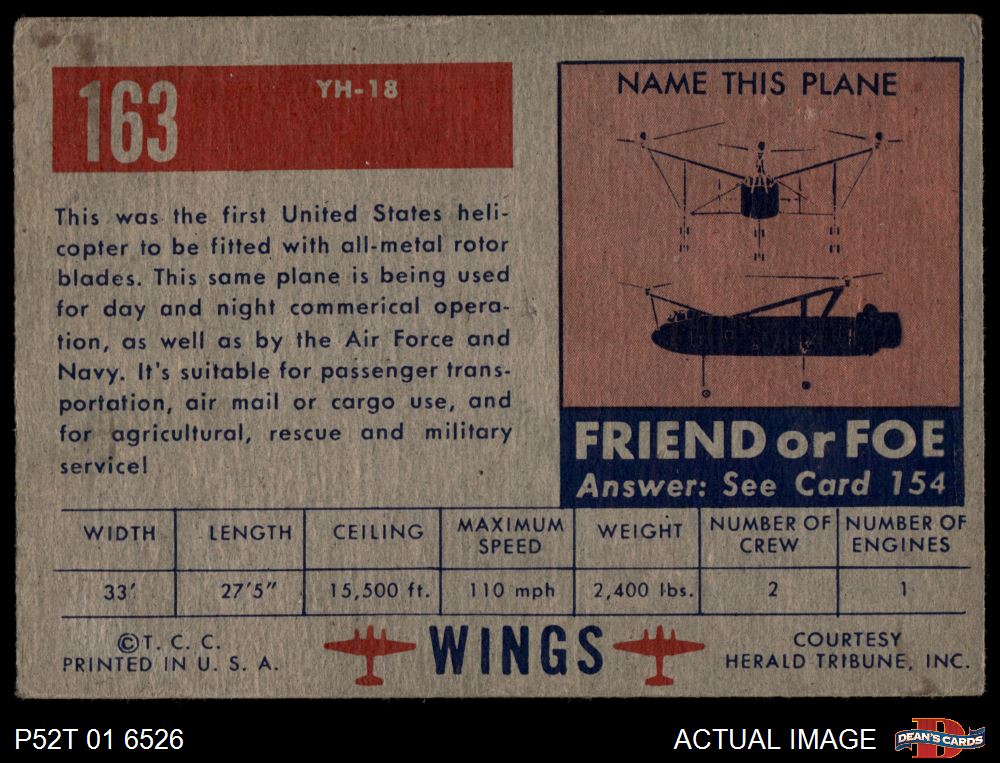 163
YH-18
This was the first United States heli-
copter to be fitted with all-metal rotor
blades. This same plane is being used
for day and night commerical opera-
tion, as well as by the Air Force and
Navy. It's suitable for passenger trans-
portation, air mail or cargo use, and
for agricultural, rescue and military
service!
NAME THIS PLANE
FRIEND or FOE
Answer: See Card 154
WIDTH LENGTH CEILING MAXIMUM SPEED WEIGHT NUMBER OF CREW NUMBER OF ENGINES
33' 27'5" 15,500 ft. 110 mph 2,400 lbs. 2 1
©T. C. C.
PRINTED IN U. S. A.
WINGS
COURTESY
HERALD TRIBUNE, INC.
P52T 01 6526
ACTUAL IMAGE
DEAN'S CARDS